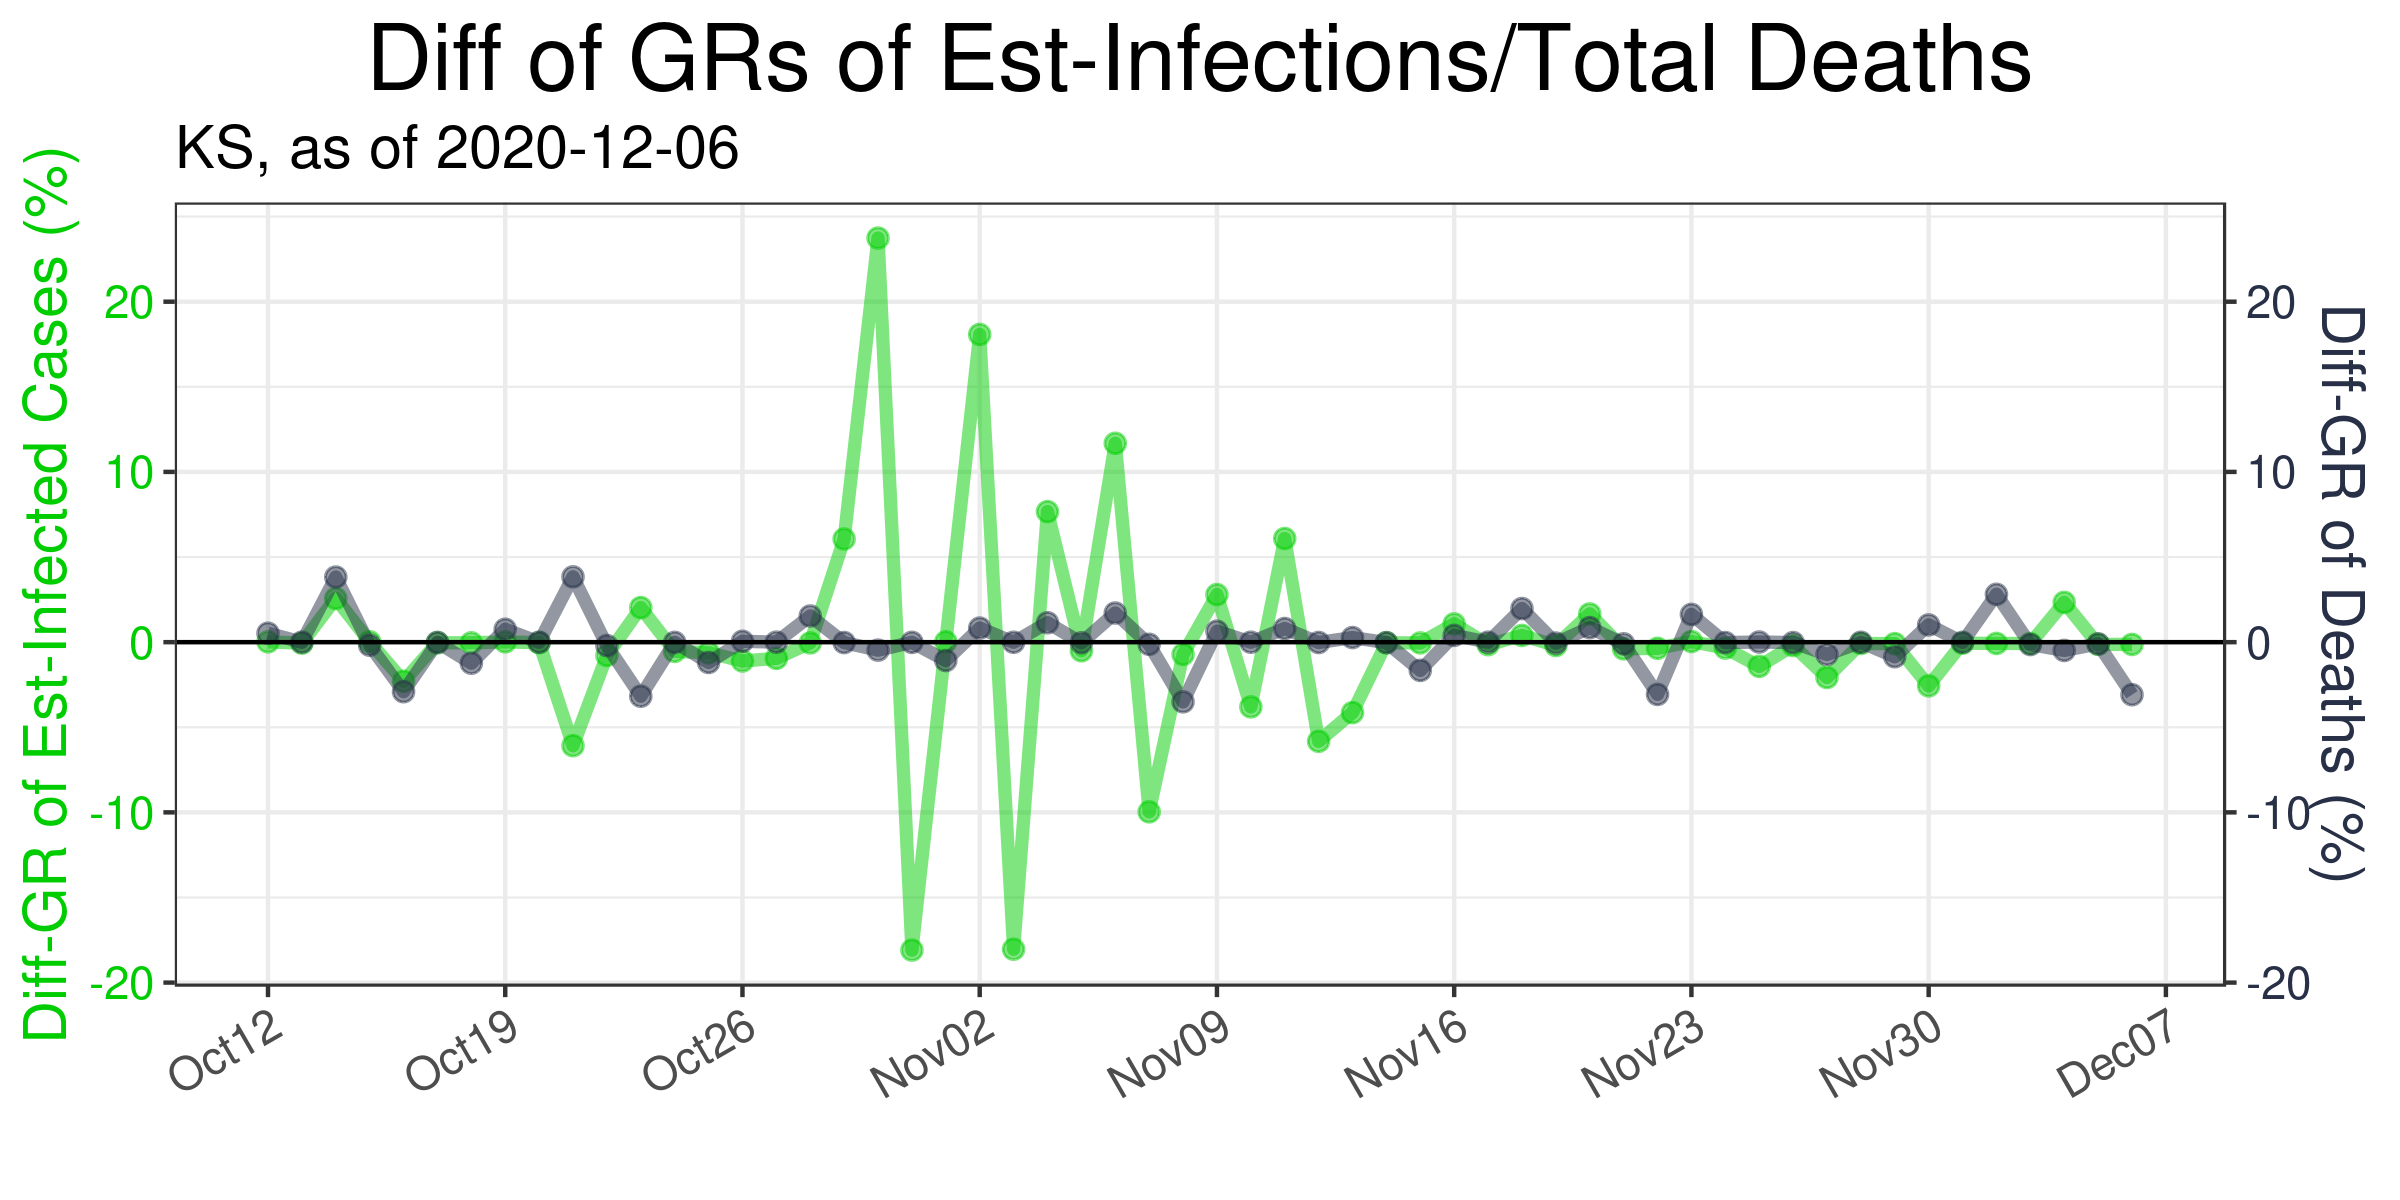 Diff of GRs of Est-Infections/Total Deaths
KS, as of 2020-12-06
Diff-GR of Est-Infected Cases (%)
20
10
0
-10
-20
20
10
0
-10
-20
Diff-GR of Deaths (%)
Oct12
Oct19
Oct26
Nov02
Nov09
Nov16
Nov23
Nov30
Dec07